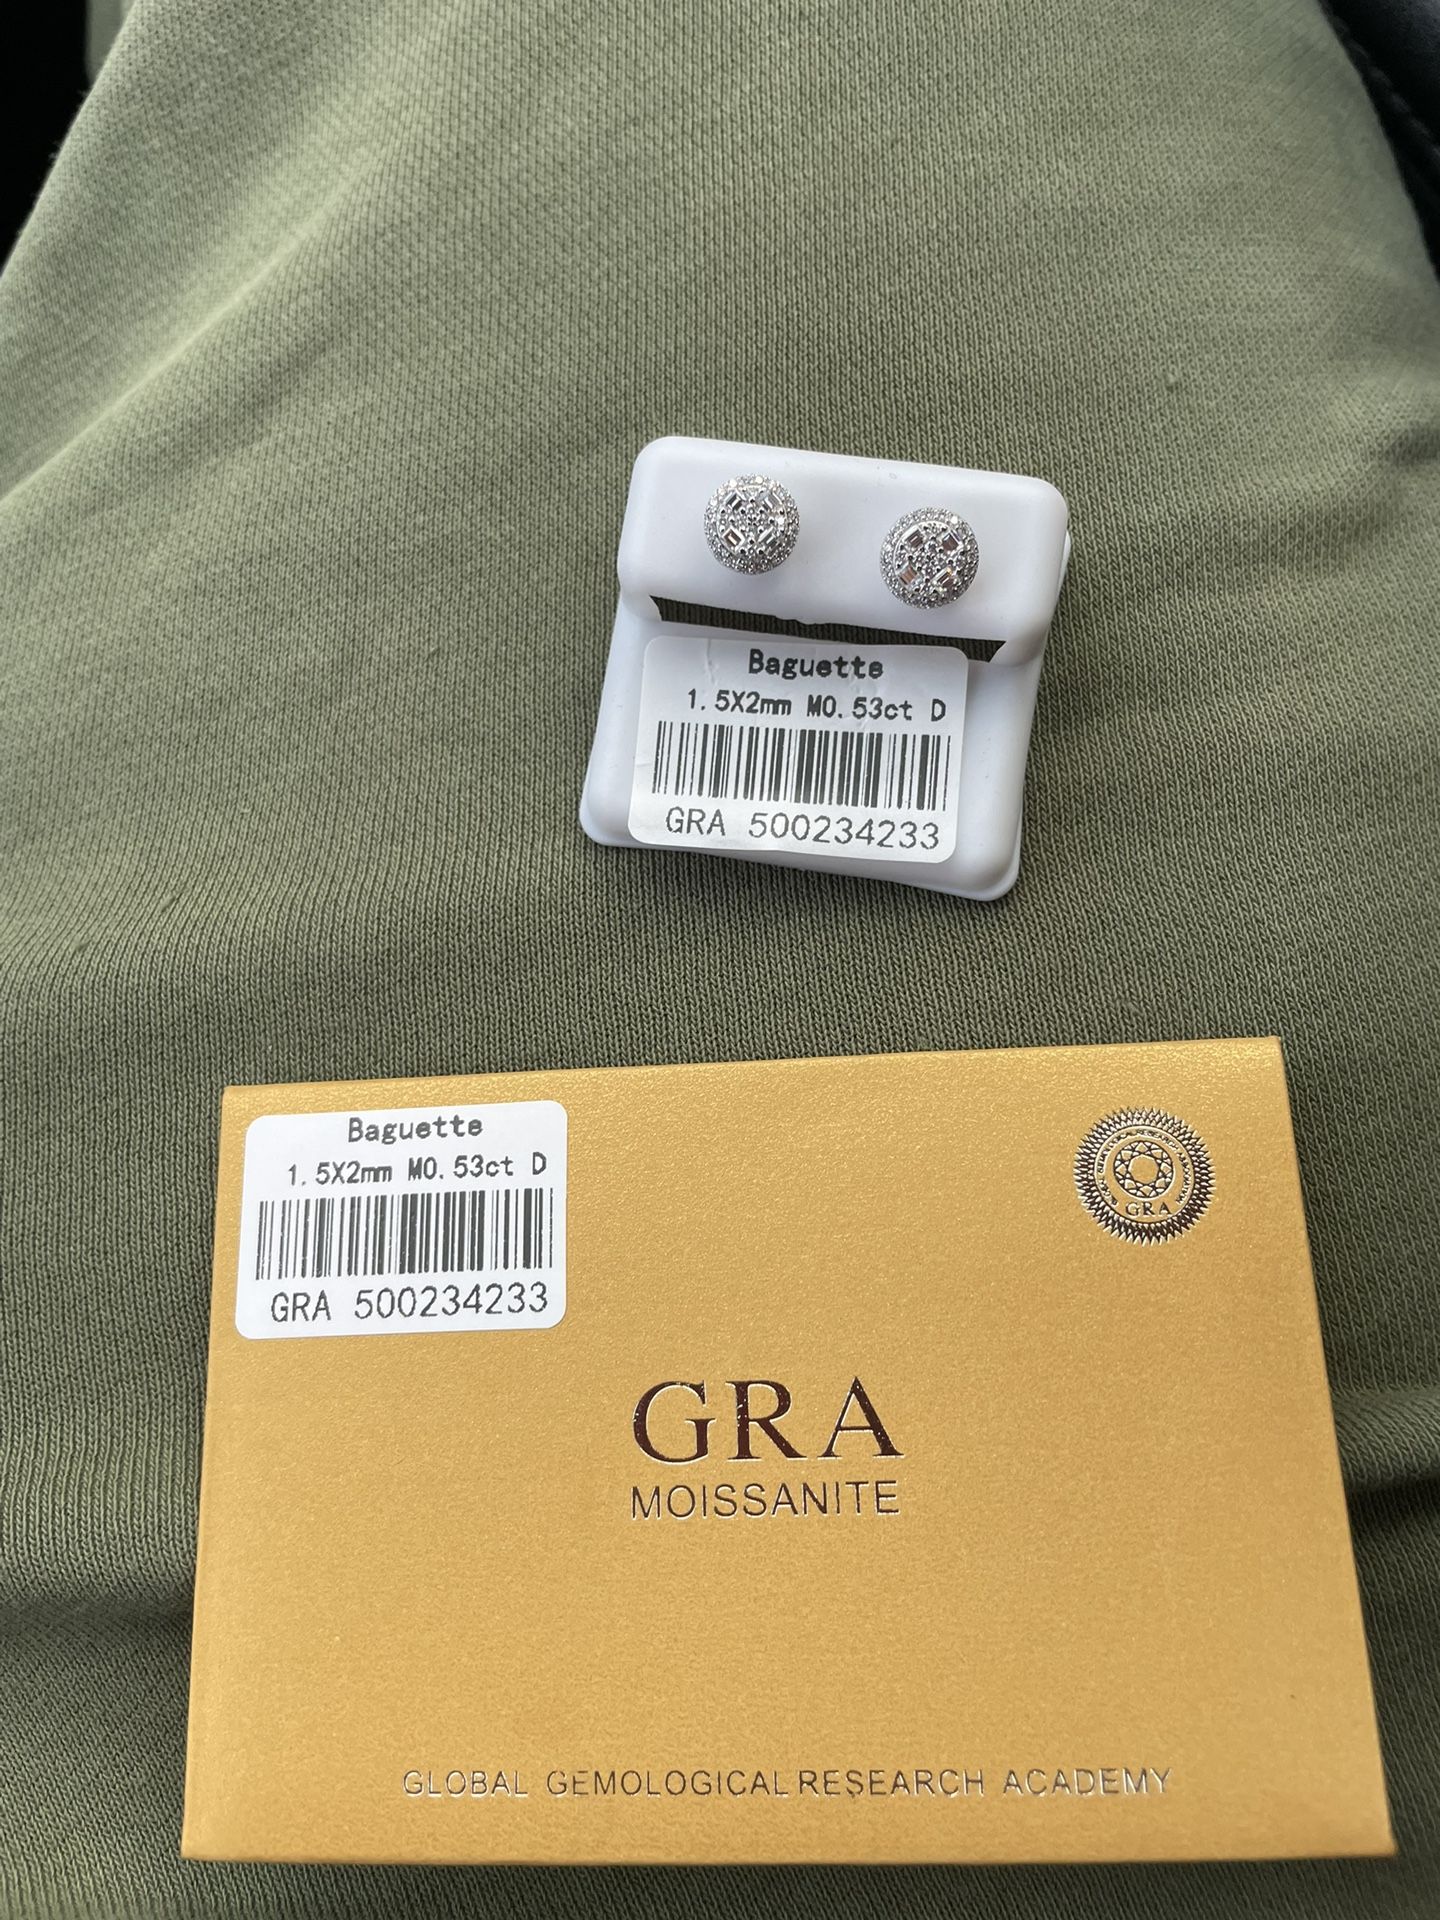 Baguette
1.5X2mm M0.53ct D
GRA 500234233
Baguette
1.5X2mm M0.53ct D
GRA 500234233
GRA
GRA
MOISSANITE
GLOBAL GEMOLOGICAL RESEARCH ACADEMY